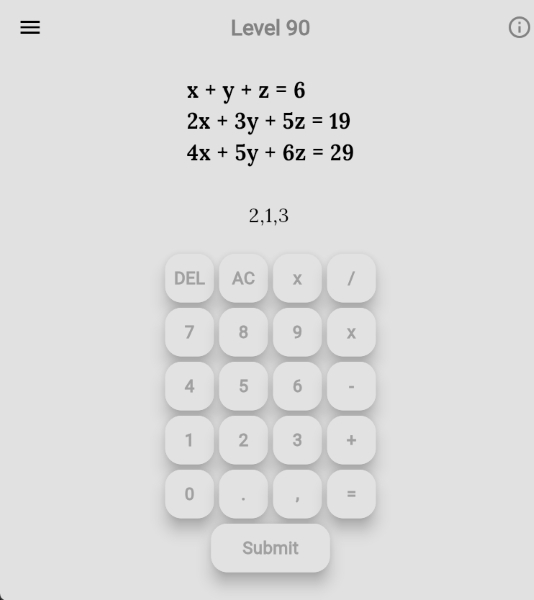 Level 90
x + y + z = 6
2x + 3y + 5z = 19
4x + 5y + 6z = 29
2,1,3
DEL AC x /
7 8 9 x
4 5 6 -
1 2 3 +
0 . , =
Submit